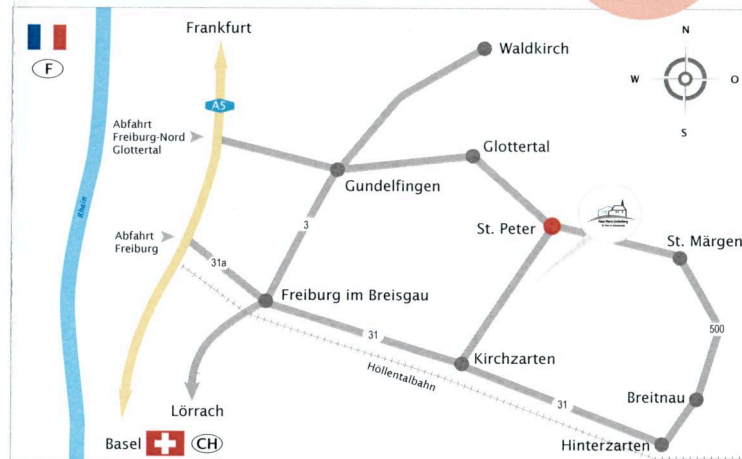 Frankfurt
F
N
W
O
S
Waldkirch
A5
Abfahrt
Freiburg-Nord
Glottertal
Glottertal
Gundelfingen
Rhein
3
St. Peter
Abfahrt
Freiburg
31a
St. Märgen
Freiburg im Breisgau
31
500
Kirchzarten
Höllentalbahn
31
Breitnau
Lörrach
Hinterzarten
Basel
CH